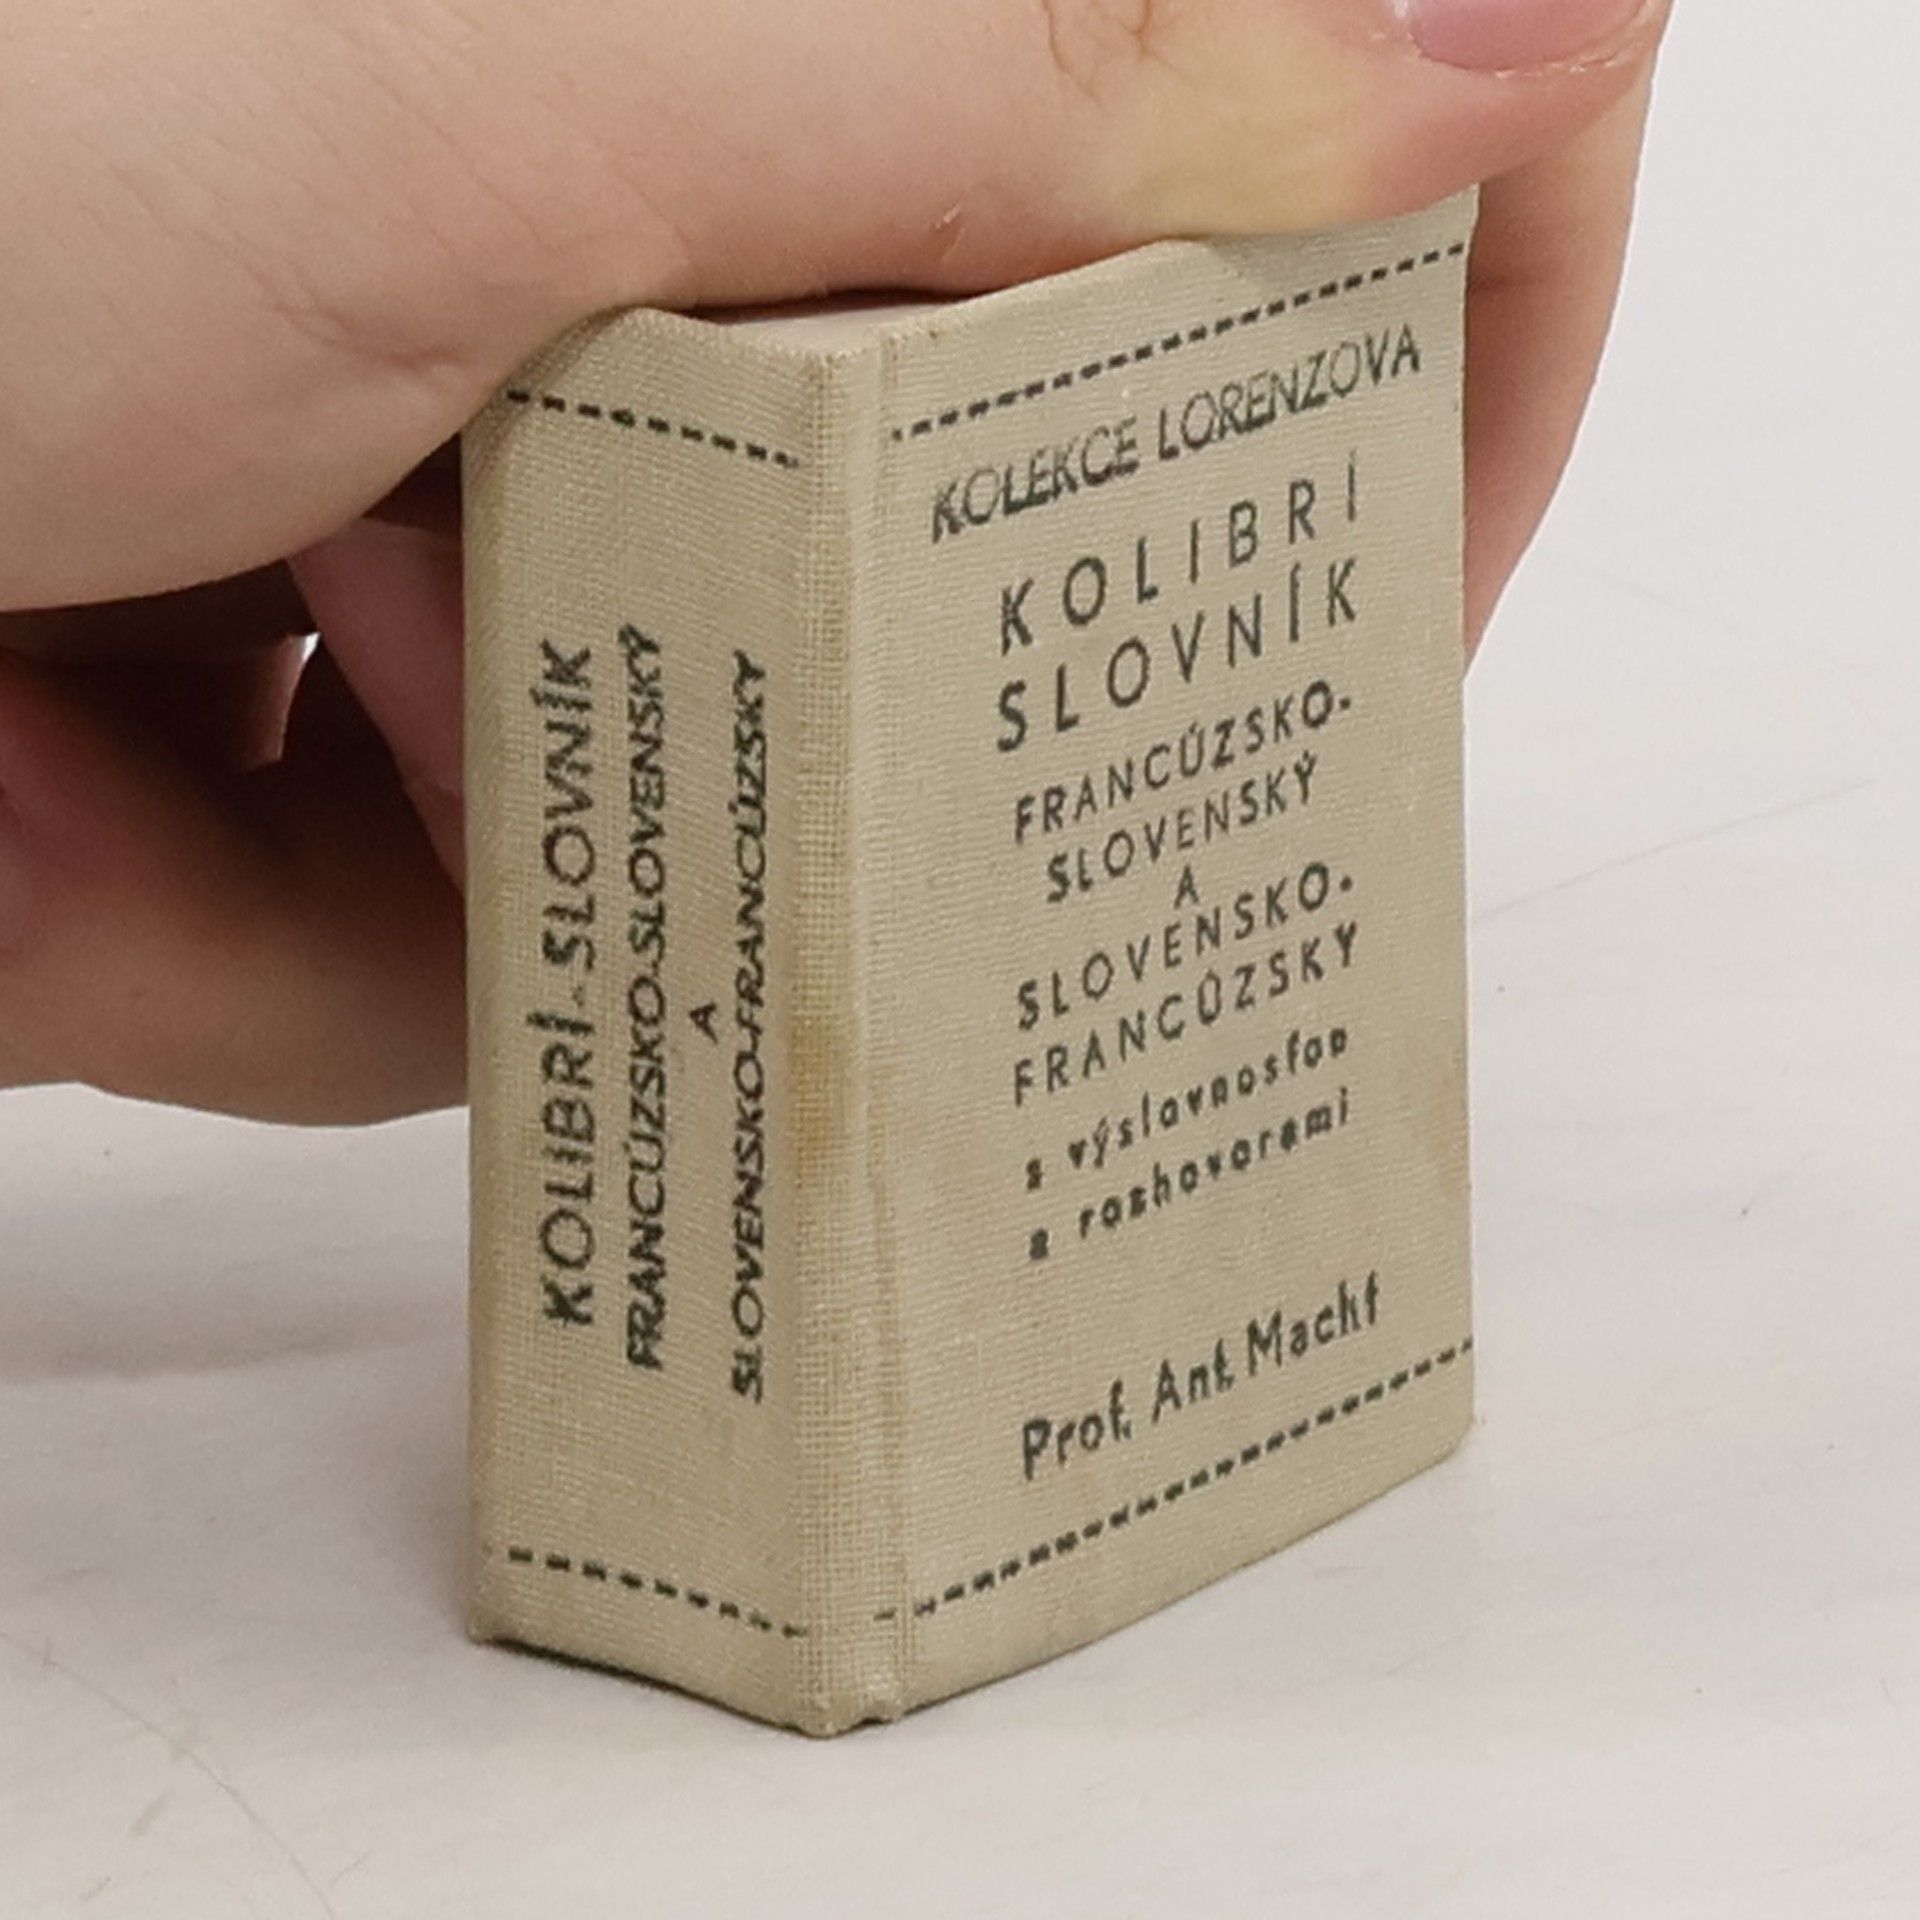 KOLIBRI-SLOVNÍK
FRANCÚZSKO-SLOVENSKÝ
A
SLOVENSKO-FRANCÚZSKY
KOLEKCE LORENZOVA
KOLIBRI
SLOVNÍK
FRANCÚZSKO-
SLOVENSKÝ
A
SLOVENSKO-
FRANCÚZSKY
s výslovnosťou
a rozhovorami
Prof. Ant. Macht